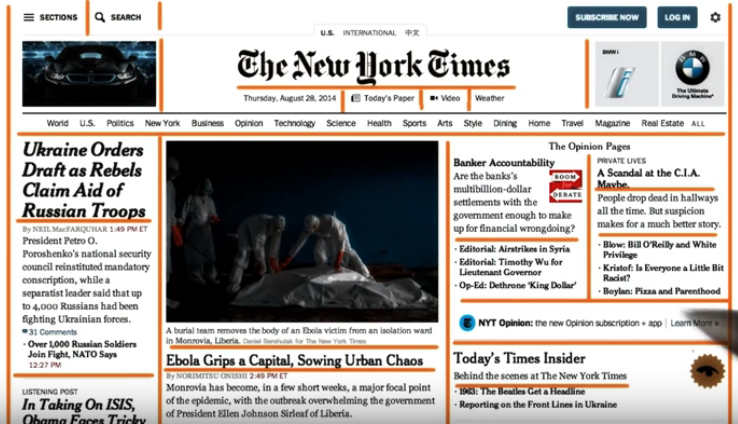 SECTIONS
SEARCH
SUBSCRIBE NOW
LOG IN
U.S.
INTERNATIONAL
中文
The New York Times
Thursday, August 28, 2014
Today's Paper
Video
Weather
BMW i
i
BMW
The Ultimate
Driving Machine®
World U.S. Politics New York Business Opinion Technology Science Health Sports Arts Style Dining Home Travel Magazine Real Estate ALL
Ukraine Orders
Draft as Rebels
Claim Aid of
Russian Troops
By NEIL MacFARQUHAR 1:49 PM ET
President Petro O.
Poroshenko's national security
council reinstituted mandatory
conscription, while a
separatist leader said that up
to 4,000 Russians had been
fighting Ukrainian forces.
31 Comments
· Over 1,000 Russian Soldiers
Join Fight, NATO Says
12:27 PM
LISTENING POST
In Taking On ISIS,
Obama Faces Tricky
A burial team removes the body of an Ebola victim from an isolation ward
in Monrovia, Liberia. Daniel Berehulak for The New York Times
Ebola Grips a Capital, Sowing Urban Chaos
By NORIMITSU ONISHI 2:49 PM ET
Monrovia has become, in a few short weeks, a major focal point
of the epidemic, with the outbreak overwhelming the government
of President Ellen Johnson Sirleaf of Liberia.
The Opinion Pages
Banker Accountability
Are the banks's
multibillion-dollar
settlements with the
government enough to make
up for financial wrongdoing?
ROOM
for
DEBATE
· Editorial: Airstrikes in Syria
· Editorial: Timothy Wu for
Lieutenant Governor
· Op-Ed: Dethrone 'King Dollar'
PRIVATE LIVES
A Scandal at the C.I.A.
Maybe.
People drop dead in hallways
all the time. But suspicion
makes for a much better story.
· Blow: Bill O'Reilly and White
Privilege
· Kristof: Is Everyone a Little Bit
Racist?
· Boylan: Pizza and Parenthood
NYT Opinion: the new Opinion subscription + app | Learn More »
Today's Times Insider
Behind the scenes at The New York Times
· 1963: The Beatles Get a Headline
· Reporting on the Front Lines in Ukraine